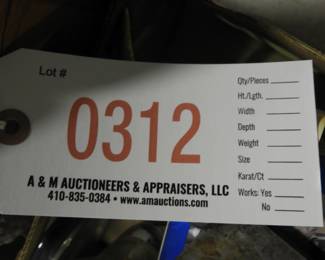 Lot #
0312
A & M AUCTIONEERS & APPRAISERS, LLC
410-835-0384 • www.amauctions.com
Qty/Pieces
Ht./Lgth.
Width
Depth
Weight
Size
Karat/Ct
Works: Yes
No